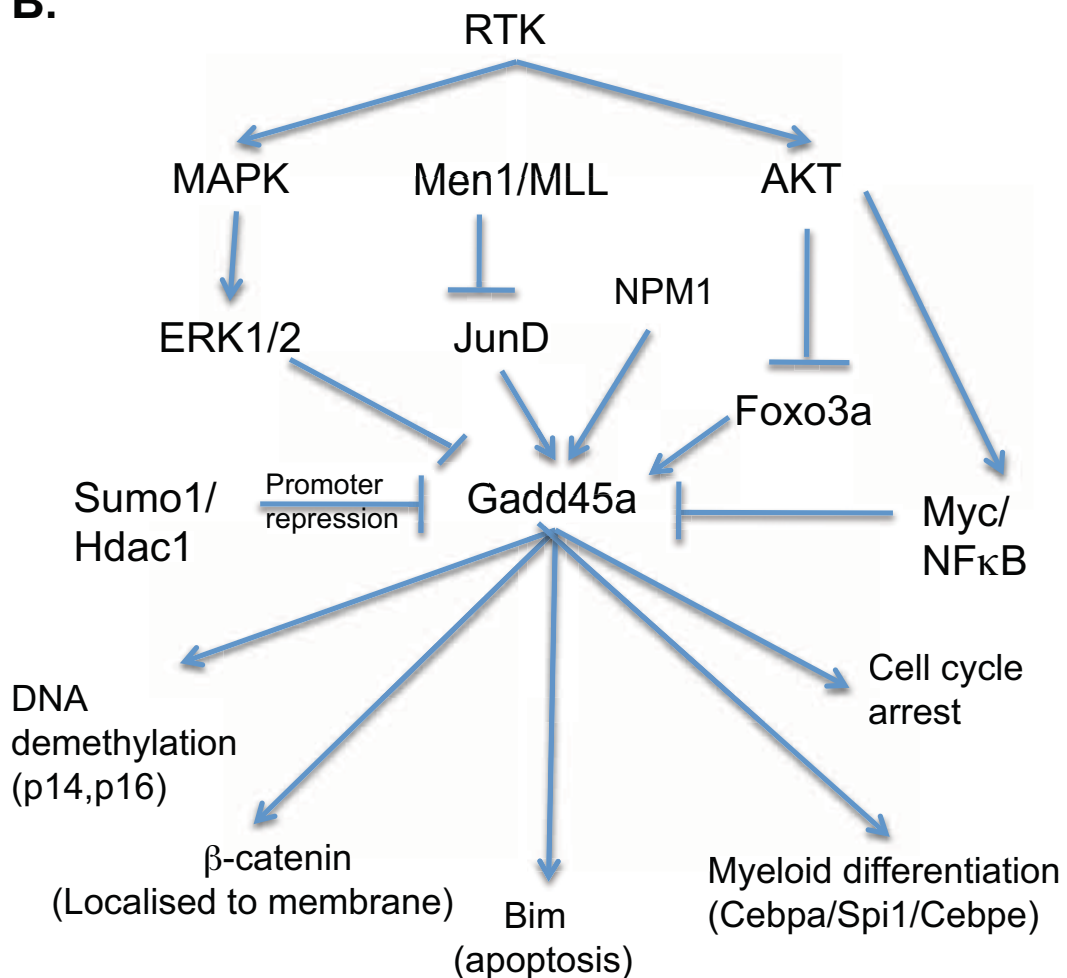 B.
RTK
MAPK
Men1/MLL
AKT
NPM1
ERK1/2
JunD
Foxo3a
Sumo1/
Hdac1
Promoter
repression
Gadd45a
Myc/
NFκB
Cell cycle
arrest
DNA
demethylation
(p14,p16)
β-catenin
(Localised to membrane)
Bim
(apoptosis)
Myeloid differentiation
(Cebpa/Spi1/Cebpe)